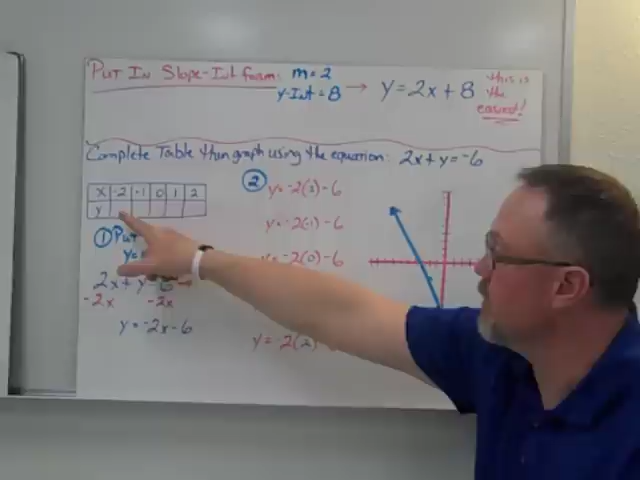 Put In Slope-Int form: m=2
y-Int = 8 → y=2x+8
this is
the
easiest!
Complete Table then graph using the equation: 2x+y=-6
X -2 -1 0 1 2
y
① Put
y=
2x+y=-6
-2x -2x
y=-2x-6
②
y=-2(-2)-6
y=-2(-1)-6
y=-2(0)-6
y=-2(2)-6